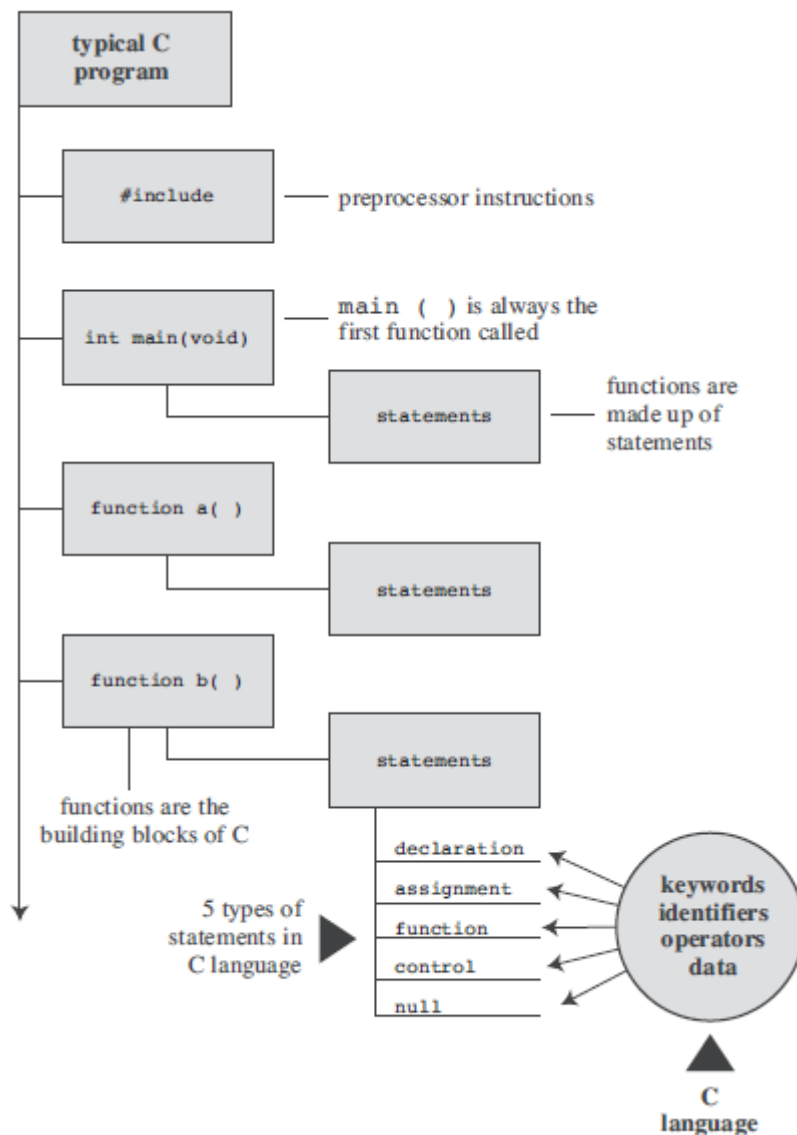 typical C
program
#include
preprocessor instructions
int main(void)
main ( ) is always the
first function called
statements
functions are
made up of
statements
function a( )
statements
function b( )
statements
functions are the
building blocks of C
5 types of
statements in
C language
declaration
assignment
function
control
null
keywords
identifiers
operators
data
C
language